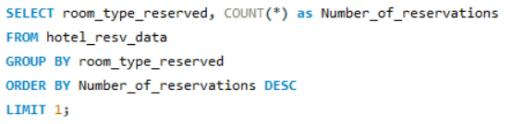 SELECT room_type_reserved, COUNT(*) as Number_of_reservations
FROM hotel_resv_data
GROUP BY room_type_reserved
ORDER BY Number_of_reservations DESC
LIMIT 1;